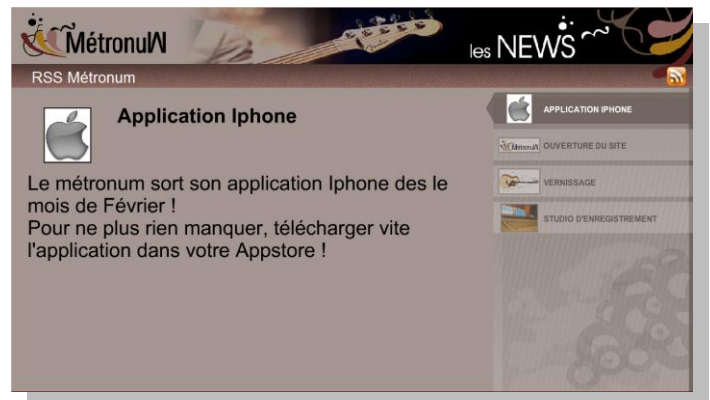 MétronuM
les NEWS
RSS Métronum
Application Iphone
Le métronum sort son application Iphone des le
mois de Février !
Pour ne plus rien manquer, télécharger vite
l'application dans votre Appstore !
APPLICATION IPHONE
MétronuM
OUVERTURE DU SITE
VERNISSAGE
STUDIO D'ENREGISTREMENT